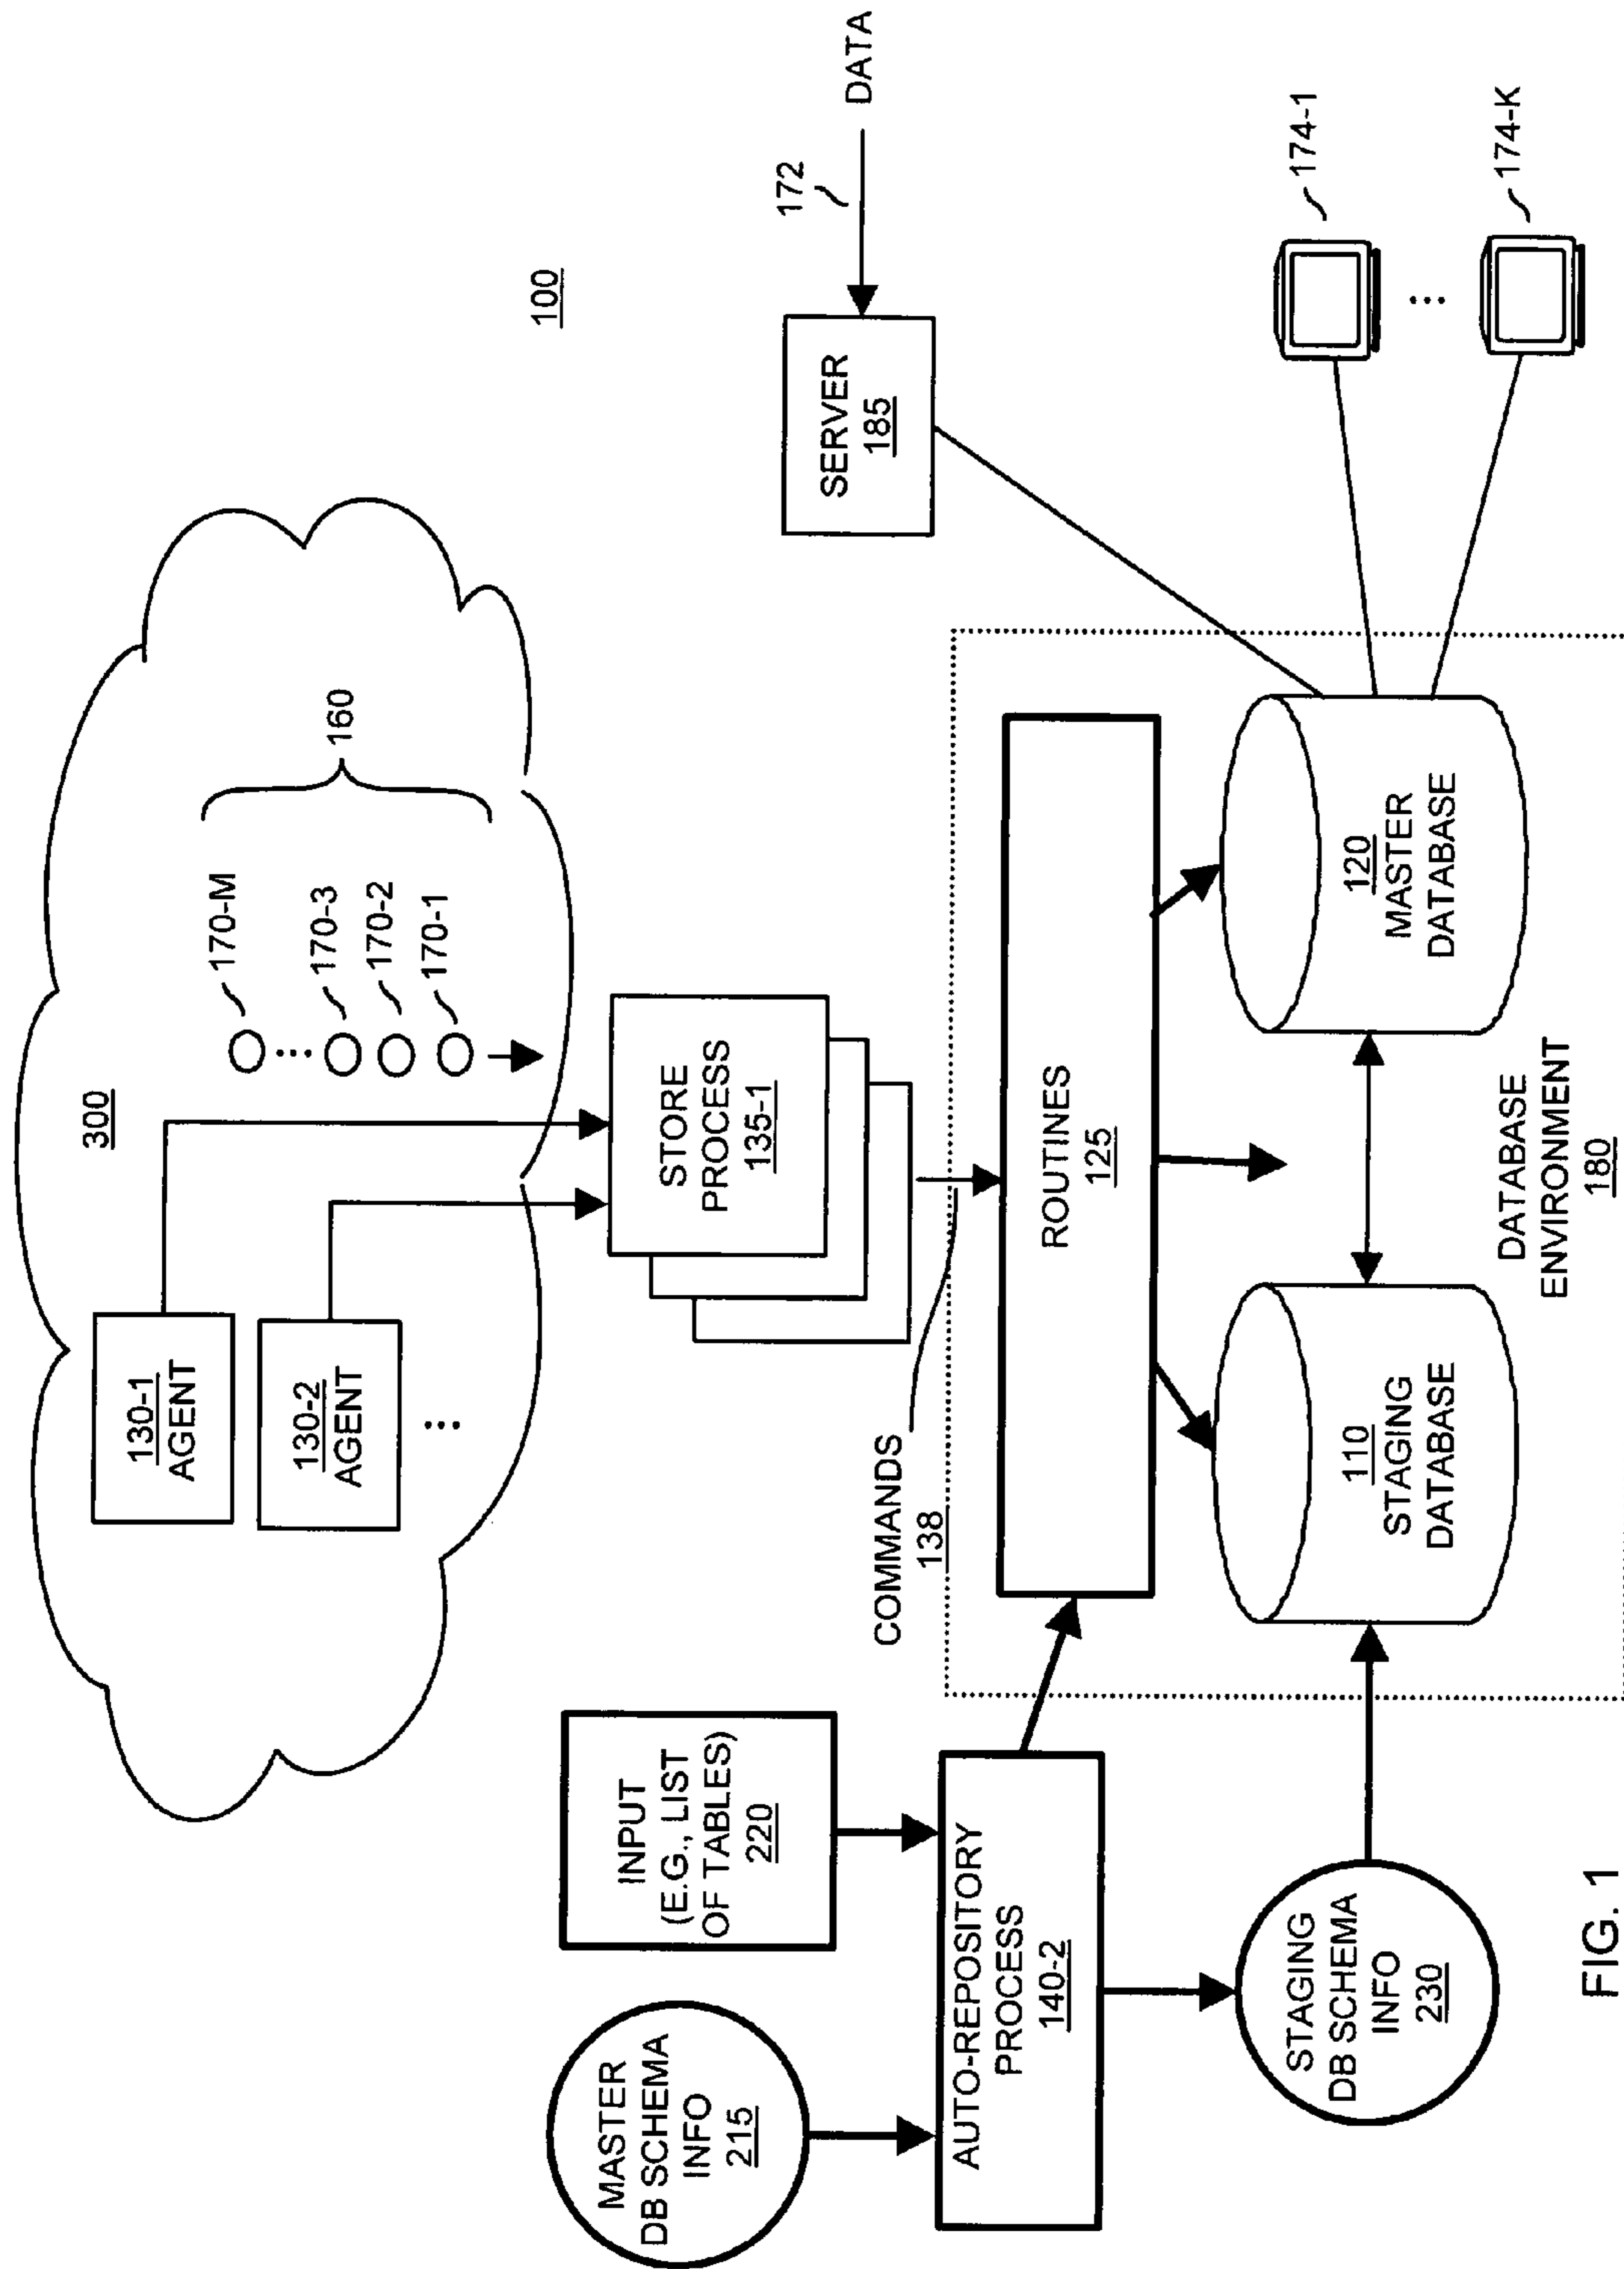 300
130-1
AGENT
130-2
AGENT
...
170-M
...
170-3
170-2
170-1
160
100
STORE
PROCESS
135-1
SERVER
185
172
DATA
MASTER
DB SCHEMA
INFO
215
INPUT
(E.G., LIST
OF TABLES)
220
COMMANDS
138
AUTO-REPOSITORY
PROCESS
140-2
ROUTINES
125
STAGING
DB SCHEMA
INFO
230
110
STAGING
DATABASE
120
MASTER
DATABASE
174-1
...
174-K
DATABASE
ENVIRONMENT
180
FIG. 1